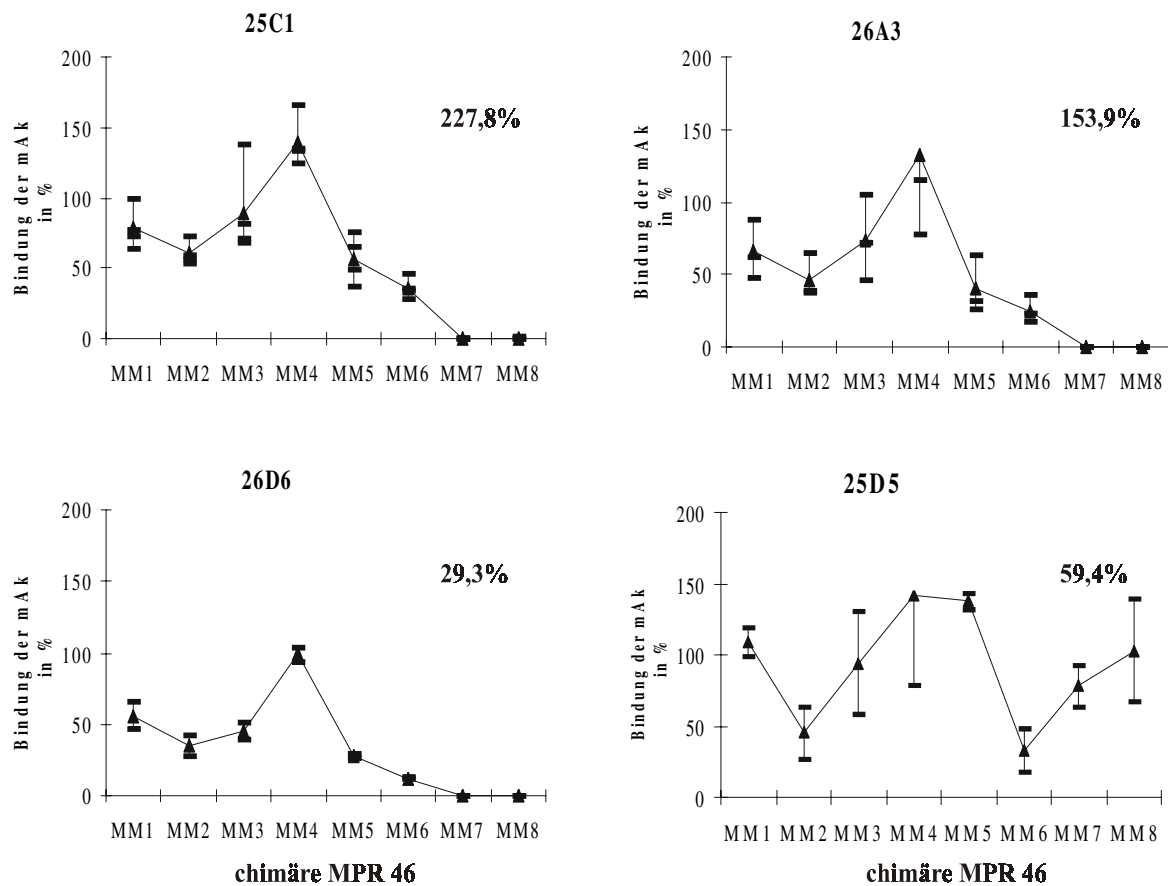 25C1
200
150
100
50
0
Bindung der mAk
in %
227,8%
MM1 MM2 MM3 MM4 MM5 MM6 MM7 MM8
26A3
200
150
100
50
0
Bindung der mAk
in %
153,9%
MM1 MM2 MM3 MM4 MM5 MM6 MM7 MM8
26D6
200
150
100
50
0
Bindung der mAk
in %
29,3%
MM1 MM2 MM3 MM4 MM5 MM6 MM7 MM8
chimäre MPR 46
25D5
200
150
100
50
0
Bindung der mAk
in %
59,4%
MM1 MM2 MM3 MM4 MM5 MM6 MM7 MM8
chimäre MPR 46